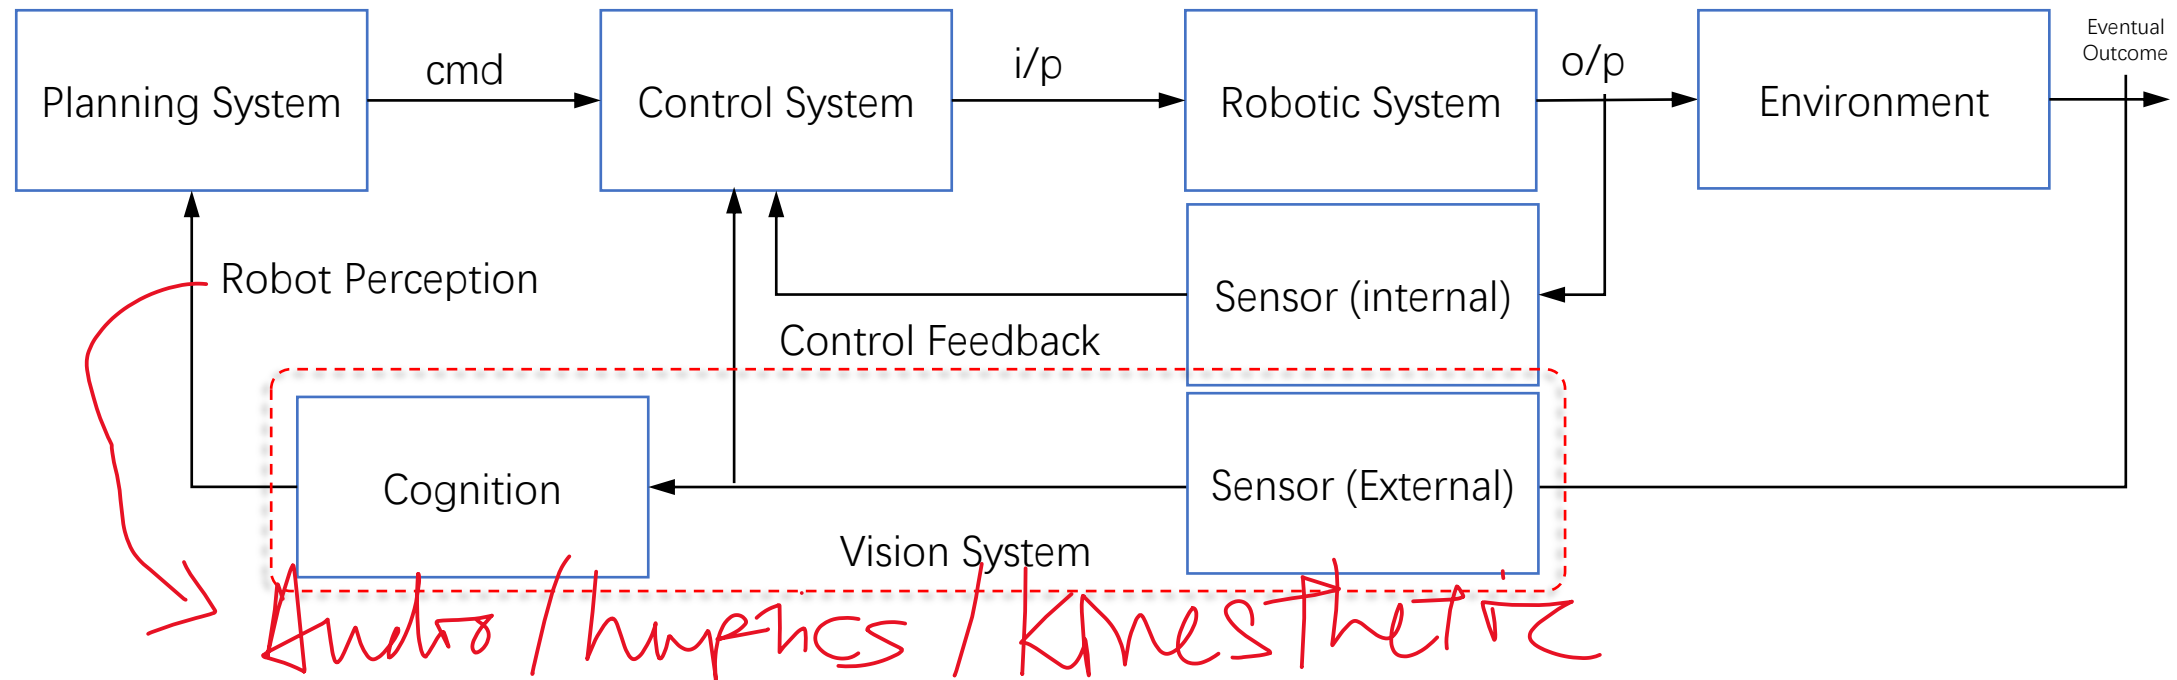 Eventual
Outcome
cmd
i/p
o/p
Planning System
Control System
Robotic System
Environment
Robot Perception
Sensor (internal)
Control Feedback
Cognition
Sensor (External)
Vision System
Audio / haptics / kinesthetic